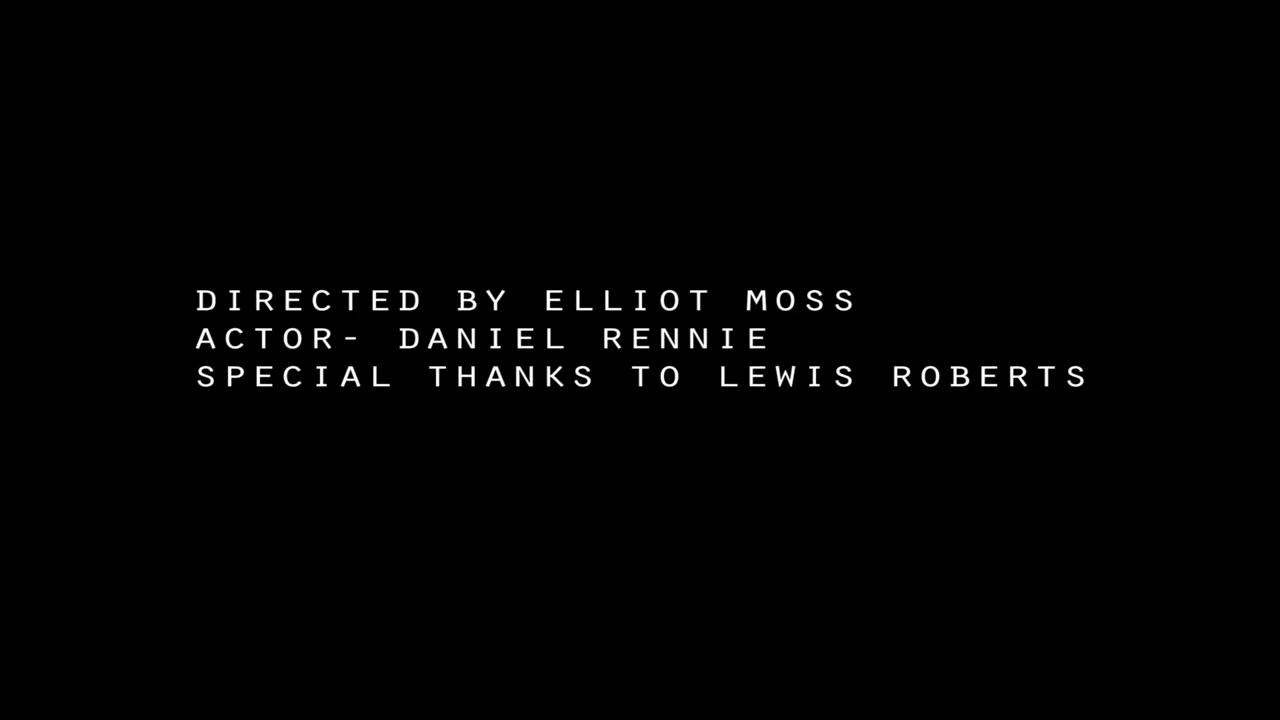 DIRECTED BY ELLIOT MOSS
ACTOR- DANIEL RENNIE
SPECIAL THANKS TO LEWIS ROBERTS